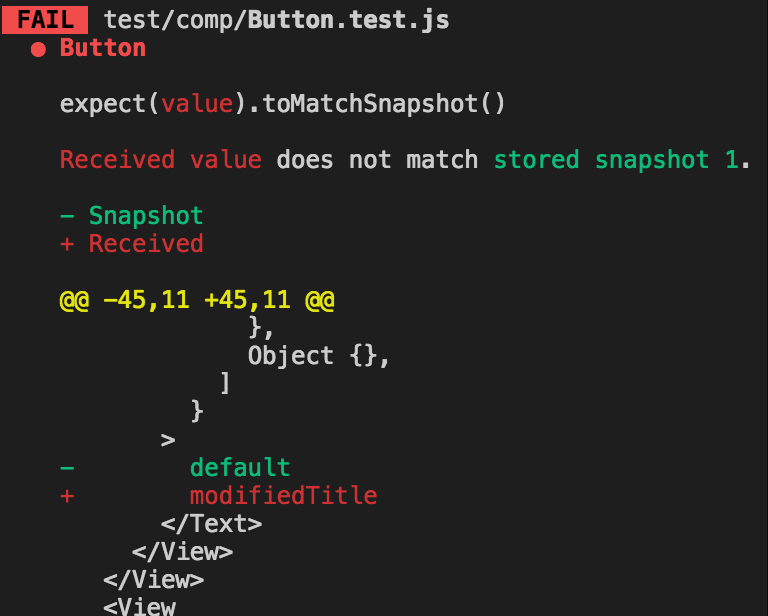 FAIL test/comp/Button.test.js
● Button
expect(value).toMatchSnapshot()
Received value does not match stored snapshot 1.
- Snapshot
+ Received
@@ -45,11 +45,11 @@
},
Object {},
]
}
>
- default
+ modifiedTitle
</Text>
</View>
</View>
<View